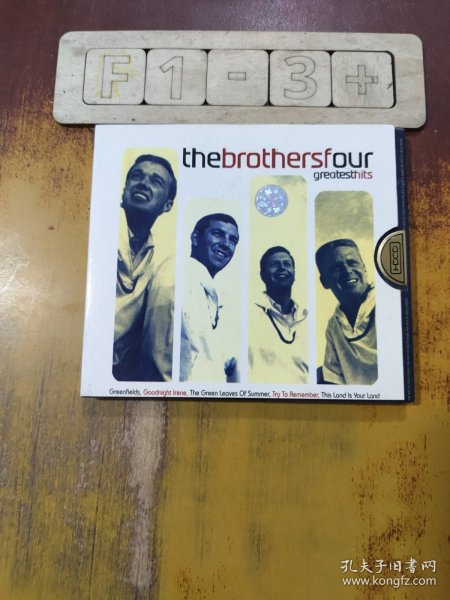 F1-3+
thebrothersfour
greatesthits
HDCD
Greenfields, Goodnight Irene, The Green Leaves Of Summer, Try To Remember, This Land Is Your Land
孔夫子旧书网
www.kongfz.com